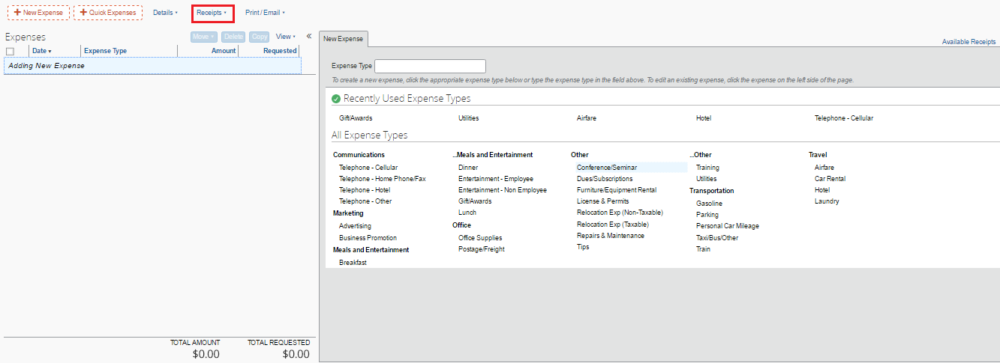 New Expense Quick Expenses Details Receipts Print / Email
Expenses Move Delete Copy View
Date Expense Type Amount Requested
Adding New Expense
TOTAL AMOUNT TOTAL REQUESTED
$0.00 $0.00
New Expense
Available Receipts
Expense Type
To create a new expense, click the appropriate expense type below or type the expense type in the field above. To edit an existing expense, click the expense on the left side of the page.
Recently Used Expense Types
Gift/Awards Utilities Airfare Hotel Telephone - Cellular
All Expense Types
Communications
Telephone - Cellular
Telephone - Home Phone/Fax
Telephone - Hotel
Telephone - Other
Marketing
Advertising
Business Promotion
Meals and Entertainment
Breakfast
...Meals and Entertainment
Dinner
Entertainment - Employee
Entertainment - Non Employee
Gift/Awards
Lunch
Office
Office Supplies
Postage/Freight
Other
Conference/Seminar
Dues/Subscriptions
Furniture/Equipment Rental
License & Permits
Relocation Exp (Non-Taxable)
Relocation Exp (Taxable)
Repairs & Maintenance
Tips
...Other
Training
Utilities
Transportation
Gasoline
Parking
Personal Car Mileage
Taxi/Bus/Other
Train
Travel
Airfare
Car Rental
Hotel
Laundry